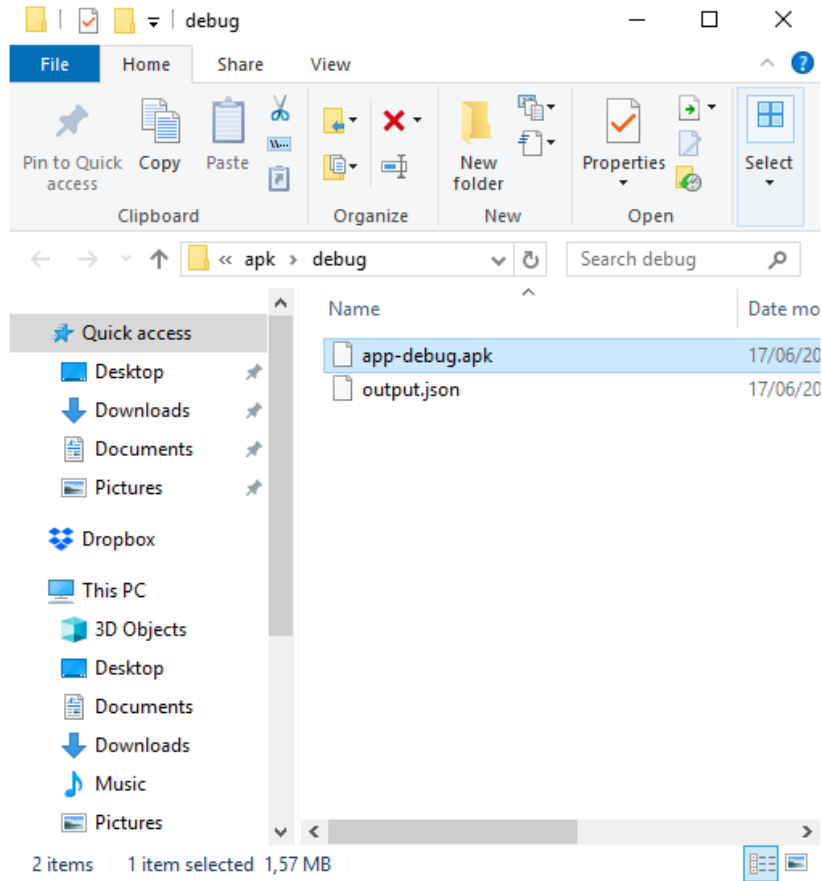 debug
File Home Share View
Pin to Quick access
Copy
Paste
New folder
Properties
Select
Clipboard Organize New Open
« apk > debug
Search debug
Name Date mo
Quick access
app-debug.apk 17/06/20
Desktop
output.json 17/06/20
Downloads
Documents
Pictures
Dropbox
This PC
3D Objects
Desktop
Documents
Downloads
Music
Pictures
2 items 1 item selected 1,57 MB